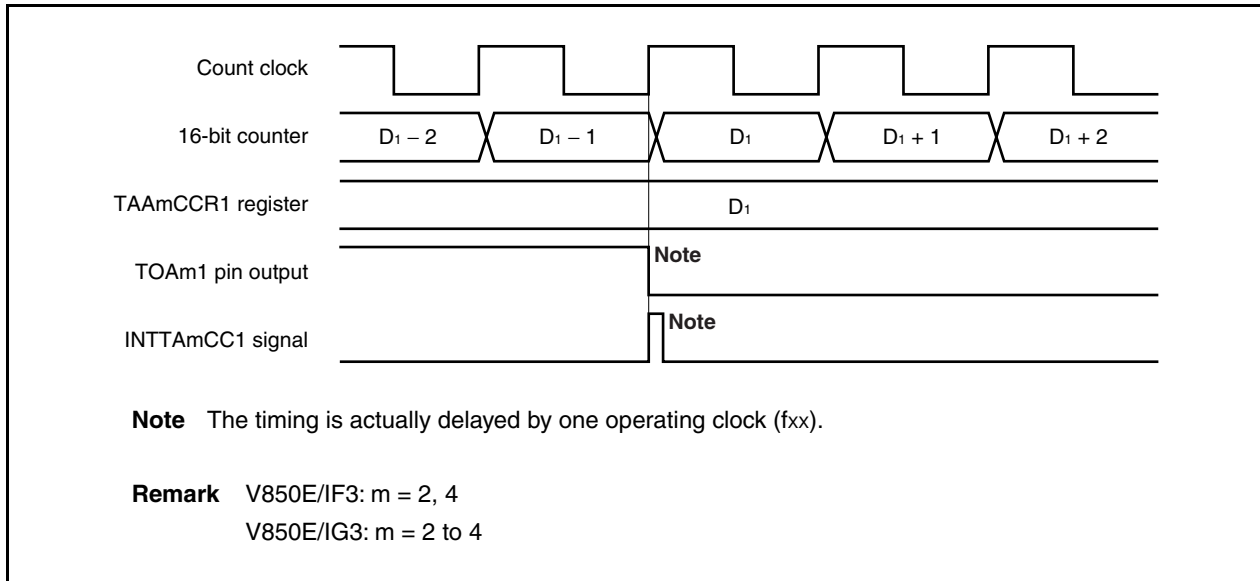 Count clock
16-bit counter D₁ − 2 D₁ − 1 D₁ D₁ + 1 D₁ + 2
TAAmCCR1 register D₁
TOAm1 pin output Note
INTTAmCC1 signal Note
Note The timing is actually delayed by one operating clock (fxx).
Remark V850E/IF3: m = 2, 4
V850E/IG3: m = 2 to 4